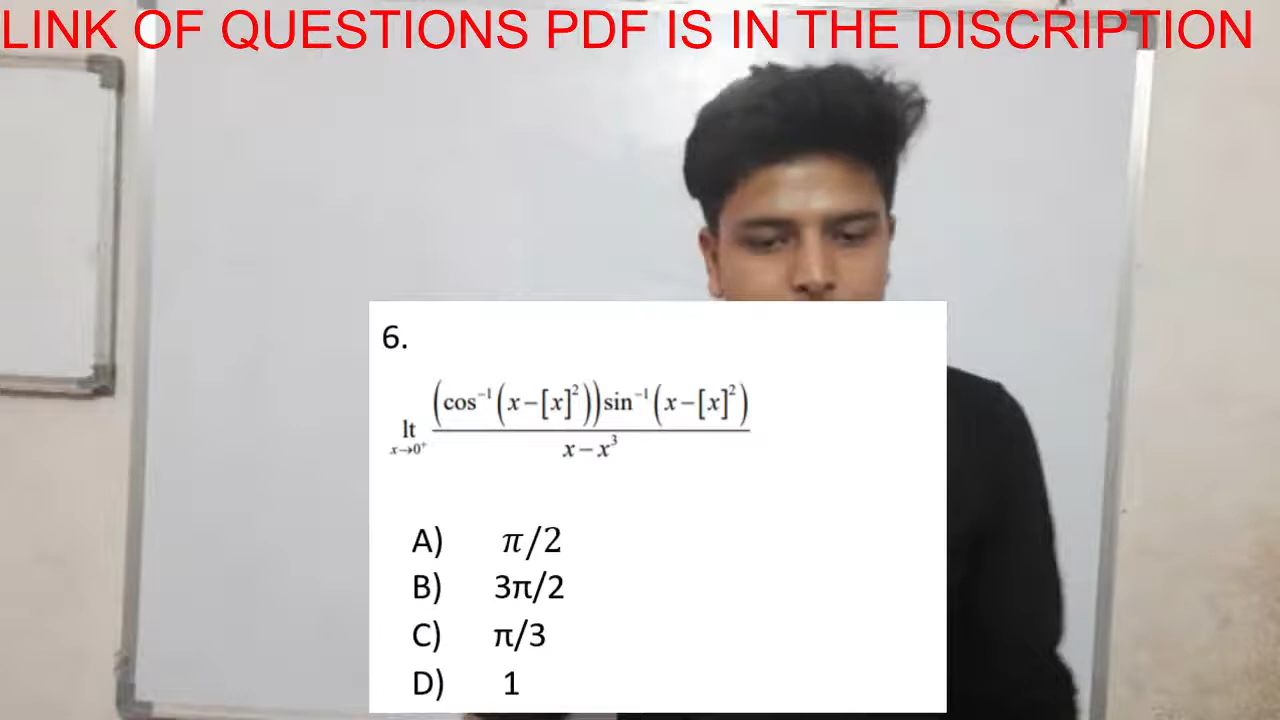 LINK OF QUESTIONS PDF IS IN THE DISCRIPTION
6.
lt x→0⁺ ((cos⁻¹(x−[x]²))sin⁻¹(x−[x]²))/(x−x³)
A) π/2
B) 3π/2
C) π/3
D) 1